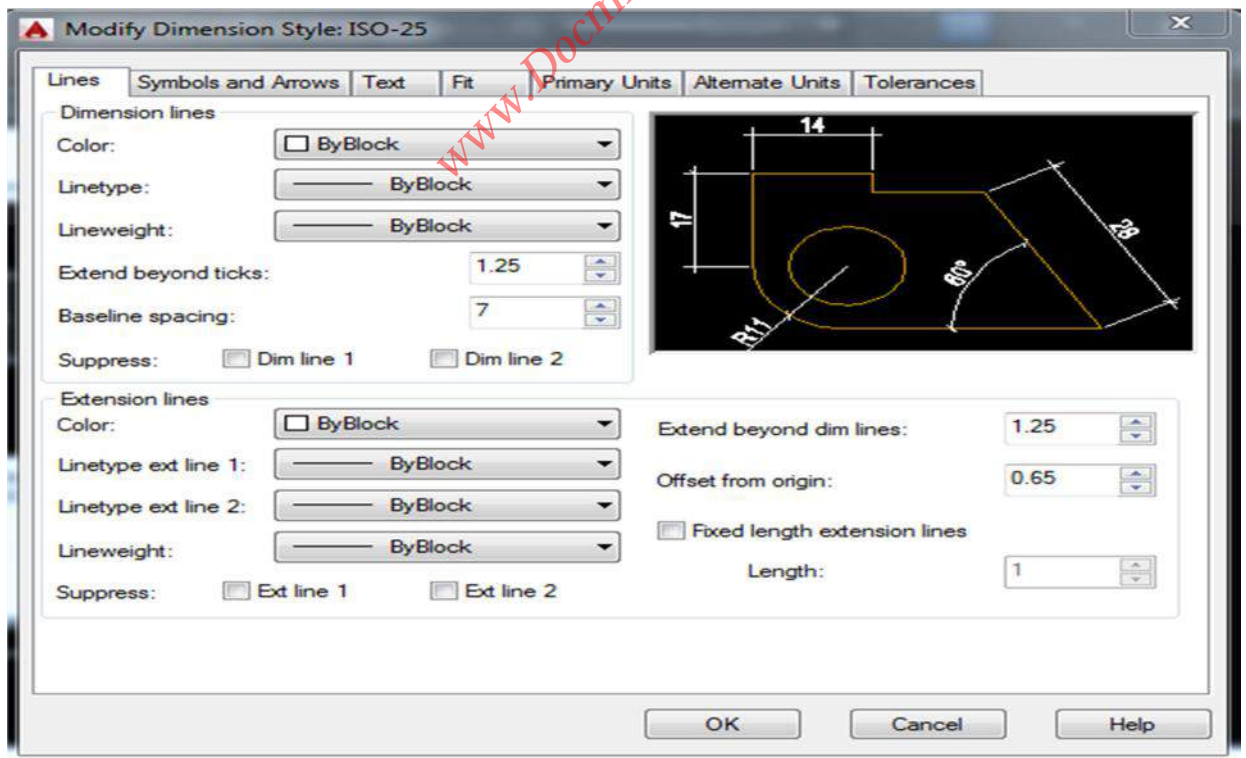 Modify Dimension Style: ISO-25
Lines Symbols and Arrows Text Fit Primary Units Alternate Units Tolerances
Dimension lines
Color: ByBlock
Linetype: ByBlock
Lineweight: ByBlock
Extend beyond ticks: 1.25
Baseline spacing: 7
Suppress: Dim line 1 Dim line 2
14
17
28
60°
R11
Extension lines
Color: ByBlock
Linetype ext line 1: ByBlock
Linetype ext line 2: ByBlock
Lineweight: ByBlock
Suppress: Ext line 1 Ext line 2
Extend beyond dim lines: 1.25
Offset from origin: 0.65
Fixed length extension lines
Length: 1
OK Cancel Help